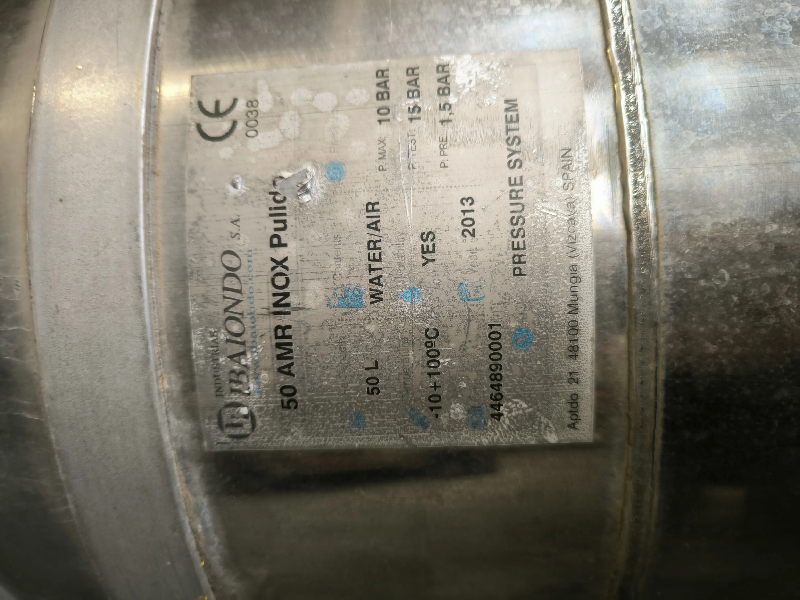 INDUSTRIAS
IBAIONDO S.A.
CE
0038
50 AMR INOX Pulido
50 L
WATER/AIR
P. MAX. 10 BAR
-10+100ºC
YES
P. TEST. 15 BAR
4464890001
2013
P. PRE. 1,5 BAR
PRESSURE SYSTEM
Aptdo. 21 48100 Mungia (Vizcaya) SPAIN